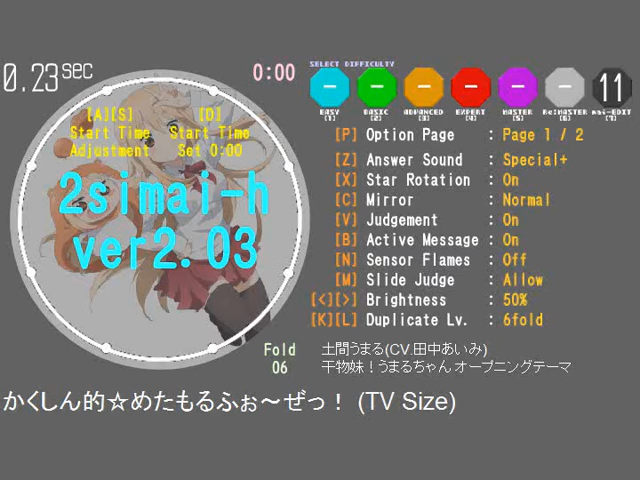 0.23sec
0:00
SELECT DIFFICULTY
- - - - - - 11
EASY BASIC ADVANCED EXPERT MASTER Re:MASTER mai-EDIT
[1] [2] [3] [4] [5] [6] [7]
[A][S] [D]
Start Time Start Time
Adjustment Set 0:00
2simai-h
ver2.03
[P] Option Page : Page 1 / 2
[Z] Answer Sound : Special+
[X] Star Rotation : On
[C] Mirror : Normal
[V] Judgement : On
[B] Active Message : On
[N] Sensor Flames : Off
[M] Slide Judge : Allow
[<][>] Brightness : 50%
[K][L] Duplicate Lv. : 6fold
Fold
06
土間うまる(CV.田中あいみ)
干物妹！うまるちゃん オープニングテーマ
かくしん的☆めたもるふぉ～ぜっ！ (TV Size)